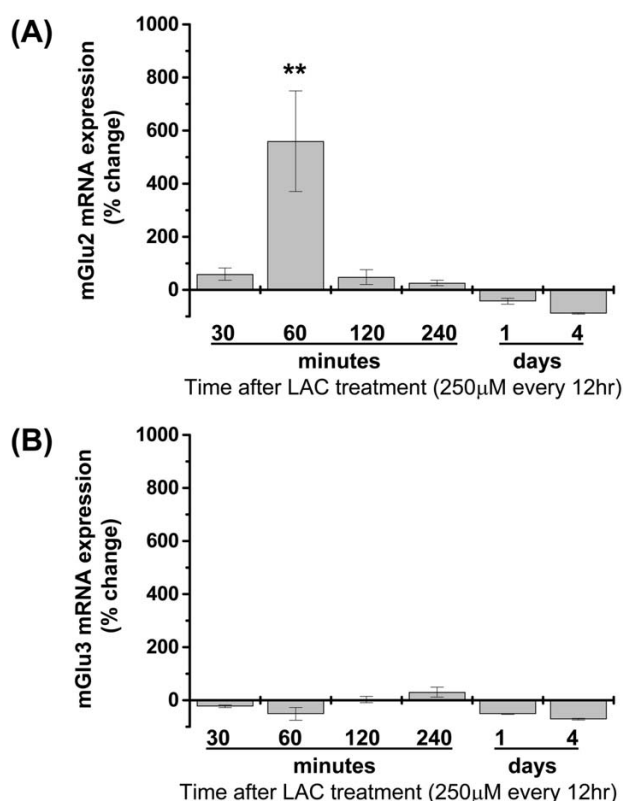 (A)
mGlu2 mRNA expression
(% change)
1000
800
600
400
200
0
**
30 60 120 240 1 4
minutes days
Time after LAC treatment (250μM every 12hr)
(B)
mGlu3 mRNA expression
(% change)
1000
800
600
400
200
0
30 60 120 240 1 4
minutes days
Time after LAC treatment (250μM every 12hr)